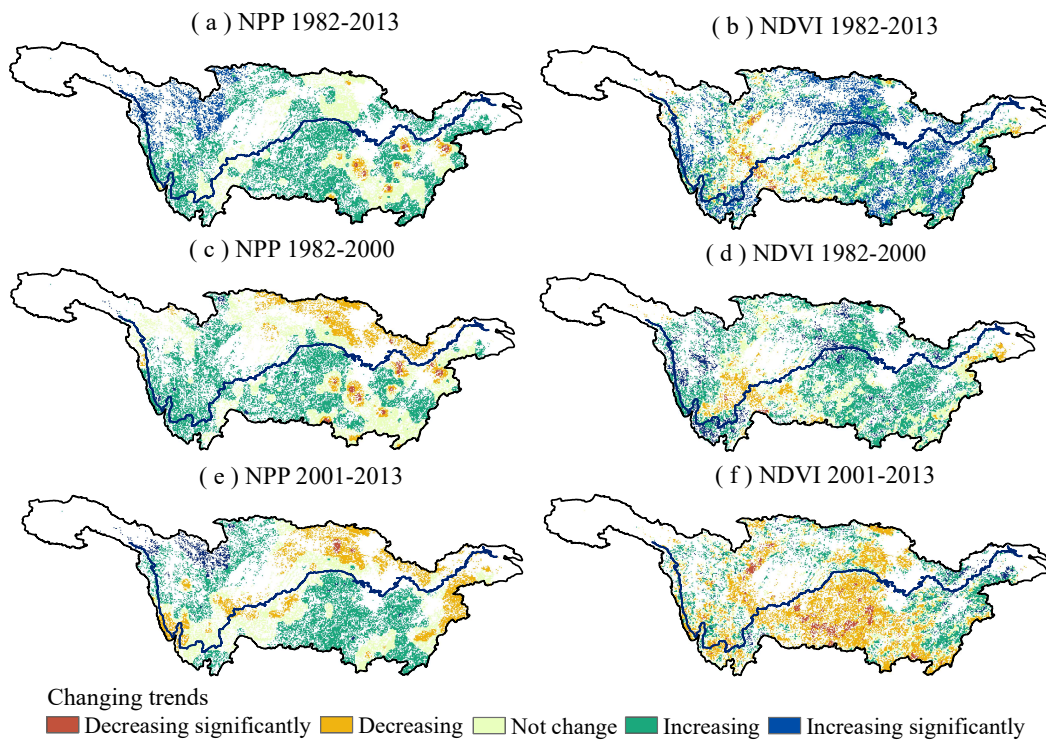 ( a ) NPP 1982-2013
( b ) NDVI 1982-2013
( c ) NPP 1982-2000
( d ) NDVI 1982-2000
( e ) NPP 2001-2013
( f ) NDVI 2001-2013
Changing trends
Decreasing significantly Decreasing Not change Increasing Increasing significantly